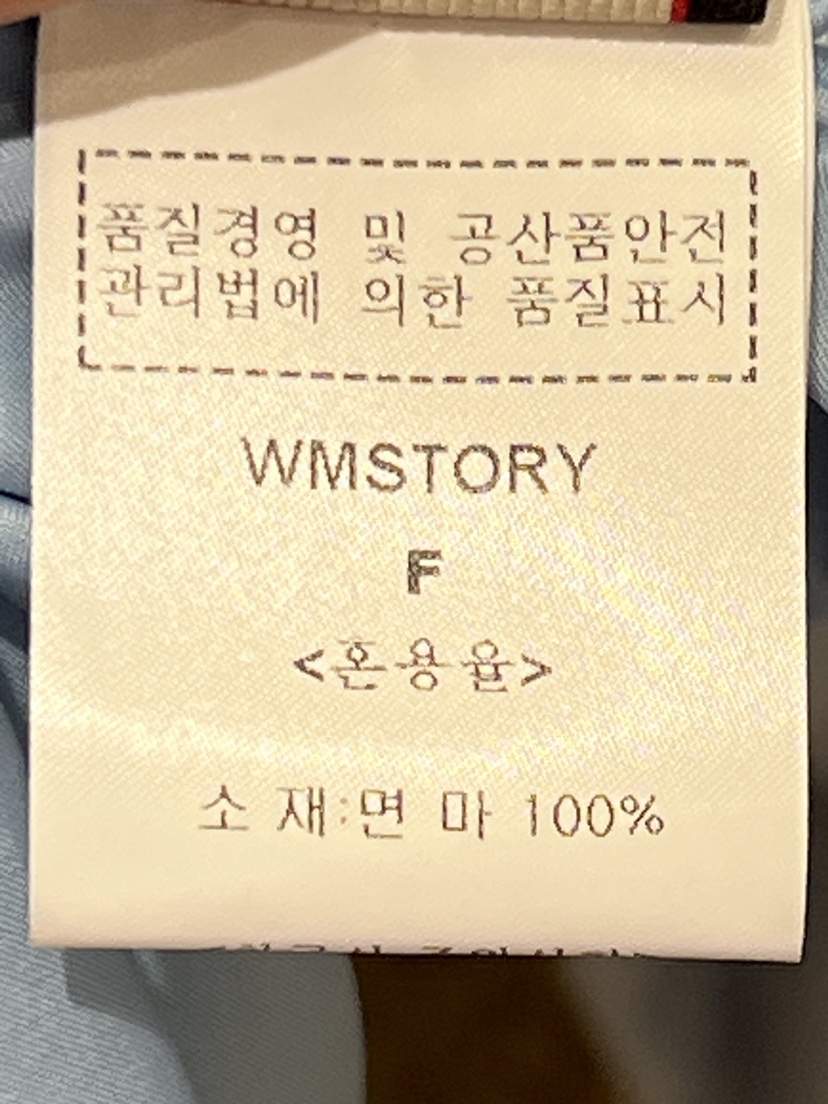 품질경영 및 공산품안전
관리법에 의한 품질표시
WMSTORY
F
<혼용율>
소 재:면 마 100%